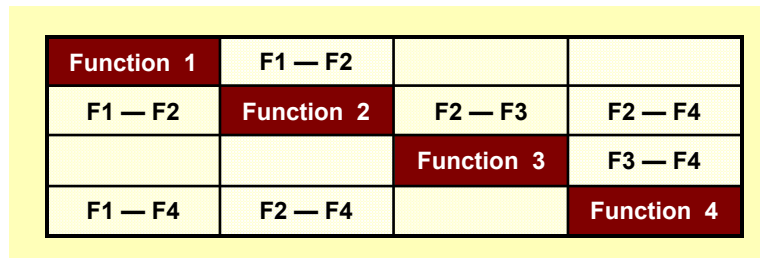 Function 1 F1 — F2
F1 — F2 Function 2 F2 — F3 F2 — F4
Function 3 F3 — F4
F1 — F4 F2 — F4 Function 4